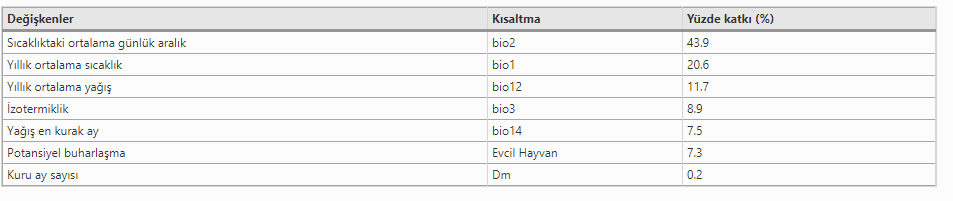 Değişkenler Kısaltma Yüzde katkı (%)
Sıcaklıktaki ortalama günlük aralık bio2 43.9
Yıllık ortalama sıcaklık bio1 20.6
Yıllık ortalama yağış bio12 11.7
İzotermiklik bio3 8.9
Yağış en kurak ay bio14 7.5
Potansiyel buharlaşma Evcil Hayvan 7.3
Kuru ay sayısı Dm 0.2